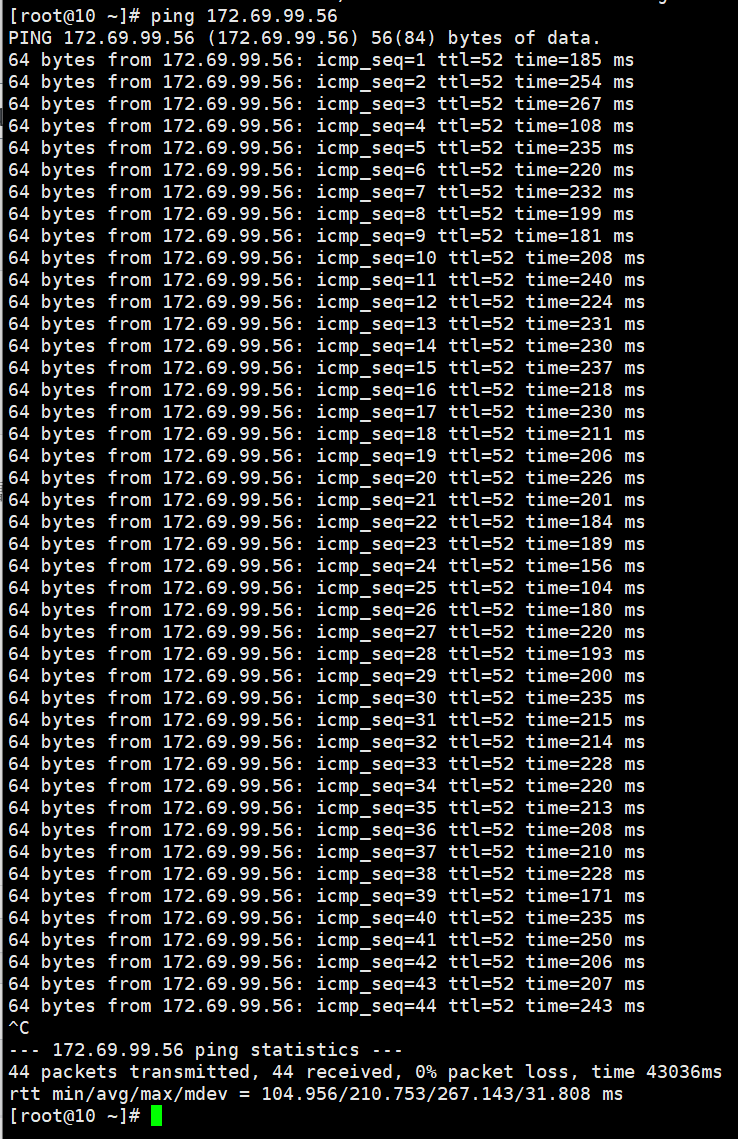 [root@10 ~]# ping 172.69.99.56
PING 172.69.99.56 (172.69.99.56) 56(84) bytes of data.
64 bytes from 172.69.99.56: icmp_seq=1 ttl=52 time=185 ms
64 bytes from 172.69.99.56: icmp_seq=2 ttl=52 time=254 ms
64 bytes from 172.69.99.56: icmp_seq=3 ttl=52 time=267 ms
64 bytes from 172.69.99.56: icmp_seq=4 ttl=52 time=108 ms
64 bytes from 172.69.99.56: icmp_seq=5 ttl=52 time=235 ms
64 bytes from 172.69.99.56: icmp_seq=6 ttl=52 time=220 ms
64 bytes from 172.69.99.56: icmp_seq=7 ttl=52 time=232 ms
64 bytes from 172.69.99.56: icmp_seq=8 ttl=52 time=199 ms
64 bytes from 172.69.99.56: icmp_seq=9 ttl=52 time=181 ms
64 bytes from 172.69.99.56: icmp_seq=10 ttl=52 time=208 ms
64 bytes from 172.69.99.56: icmp_seq=11 ttl=52 time=240 ms
64 bytes from 172.69.99.56: icmp_seq=12 ttl=52 time=224 ms
64 bytes from 172.69.99.56: icmp_seq=13 ttl=52 time=231 ms
64 bytes from 172.69.99.56: icmp_seq=14 ttl=52 time=230 ms
64 bytes from 172.69.99.56: icmp_seq=15 ttl=52 time=237 ms
64 bytes from 172.69.99.56: icmp_seq=16 ttl=52 time=218 ms
64 bytes from 172.69.99.56: icmp_seq=17 ttl=52 time=230 ms
64 bytes from 172.69.99.56: icmp_seq=18 ttl=52 time=211 ms
64 bytes from 172.69.99.56: icmp_seq=19 ttl=52 time=206 ms
64 bytes from 172.69.99.56: icmp_seq=20 ttl=52 time=226 ms
64 bytes from 172.69.99.56: icmp_seq=21 ttl=52 time=201 ms
64 bytes from 172.69.99.56: icmp_seq=22 ttl=52 time=184 ms
64 bytes from 172.69.99.56: icmp_seq=23 ttl=52 time=189 ms
64 bytes from 172.69.99.56: icmp_seq=24 ttl=52 time=156 ms
64 bytes from 172.69.99.56: icmp_seq=25 ttl=52 time=104 ms
64 bytes from 172.69.99.56: icmp_seq=26 ttl=52 time=180 ms
64 bytes from 172.69.99.56: icmp_seq=27 ttl=52 time=220 ms
64 bytes from 172.69.99.56: icmp_seq=28 ttl=52 time=193 ms
64 bytes from 172.69.99.56: icmp_seq=29 ttl=52 time=200 ms
64 bytes from 172.69.99.56: icmp_seq=30 ttl=52 time=235 ms
64 bytes from 172.69.99.56: icmp_seq=31 ttl=52 time=215 ms
64 bytes from 172.69.99.56: icmp_seq=32 ttl=52 time=214 ms
64 bytes from 172.69.99.56: icmp_seq=33 ttl=52 time=228 ms
64 bytes from 172.69.99.56: icmp_seq=34 ttl=52 time=220 ms
64 bytes from 172.69.99.56: icmp_seq=35 ttl=52 time=213 ms
64 bytes from 172.69.99.56: icmp_seq=36 ttl=52 time=208 ms
64 bytes from 172.69.99.56: icmp_seq=37 ttl=52 time=210 ms
64 bytes from 172.69.99.56: icmp_seq=38 ttl=52 time=228 ms
64 bytes from 172.69.99.56: icmp_seq=39 ttl=52 time=171 ms
64 bytes from 172.69.99.56: icmp_seq=40 ttl=52 time=235 ms
64 bytes from 172.69.99.56: icmp_seq=41 ttl=52 time=250 ms
64 bytes from 172.69.99.56: icmp_seq=42 ttl=52 time=206 ms
64 bytes from 172.69.99.56: icmp_seq=43 ttl=52 time=207 ms
64 bytes from 172.69.99.56: icmp_seq=44 ttl=52 time=243 ms
^C
--- 172.69.99.56 ping statistics ---
44 packets transmitted, 44 received, 0% packet loss, time 43036ms
rtt min/avg/max/mdev = 104.956/210.753/267.143/31.808 ms
[root@10 ~]#